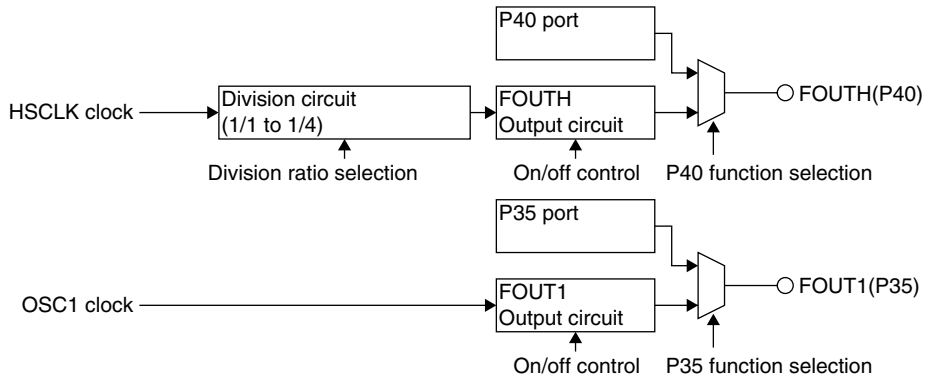 P40 port
HSCLK clock
Division circuit
(1/1 to 1/4)
FOUTH
Output circuit
FOUTH(P40)
Division ratio selection
On/off control
P40 function selection
P35 port
OSC1 clock
FOUT1
Output circuit
FOUT1(P35)
On/off control
P35 function selection